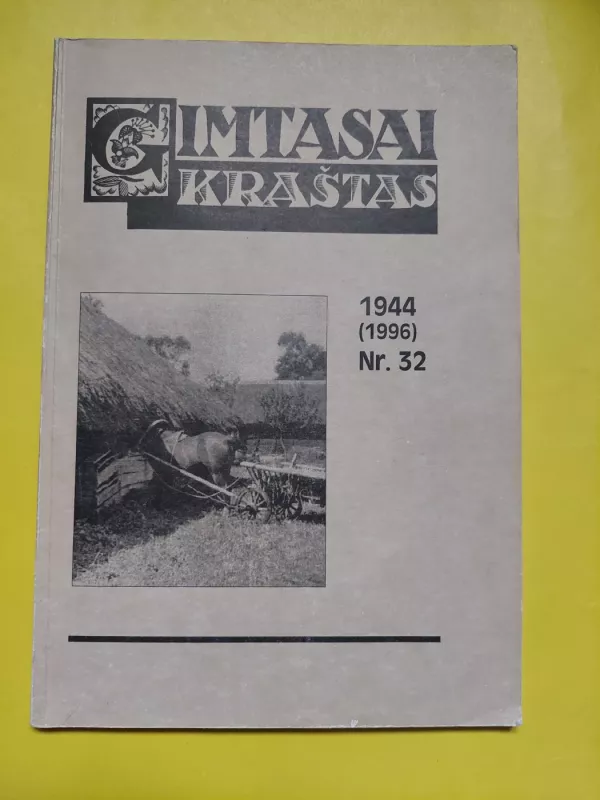 GIMTASAI
KRAŠTAS
1944
(1996)
Nr. 32